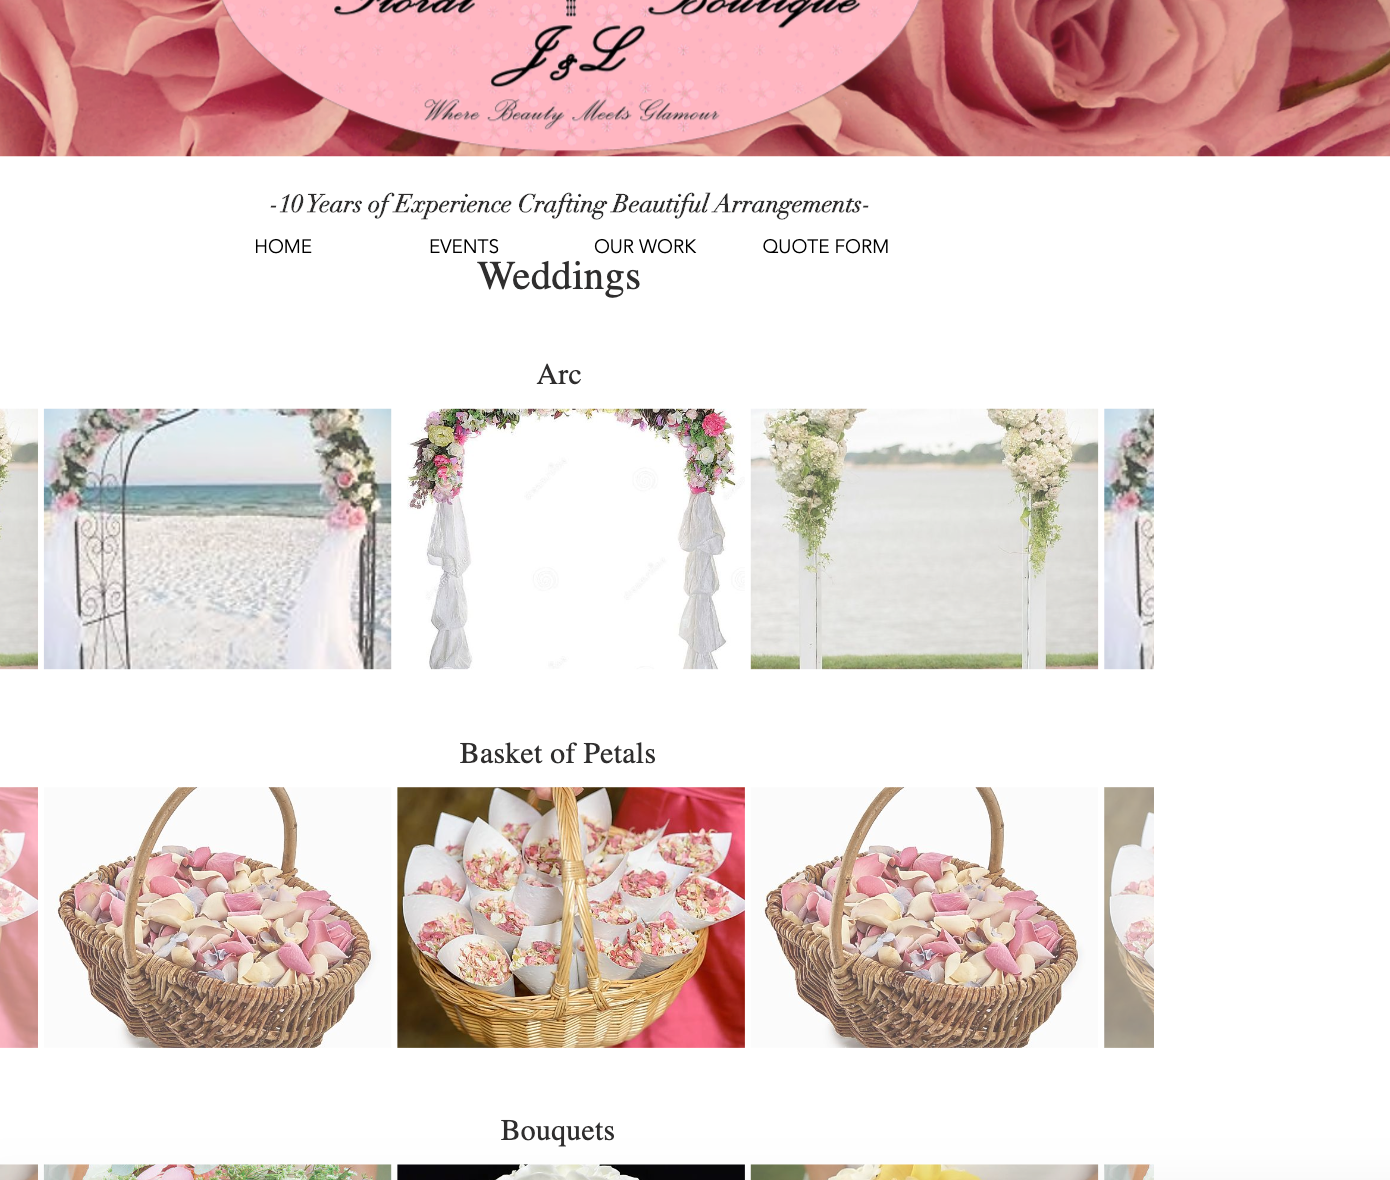 Floral Boutique
J & L
Where Beauty Meets Glamour
-10 Years of Experience Crafting Beautiful Arrangements-
HOME EVENTS OUR WORK QUOTE FORM
Weddings
Arc
Basket of Petals
Bouquets